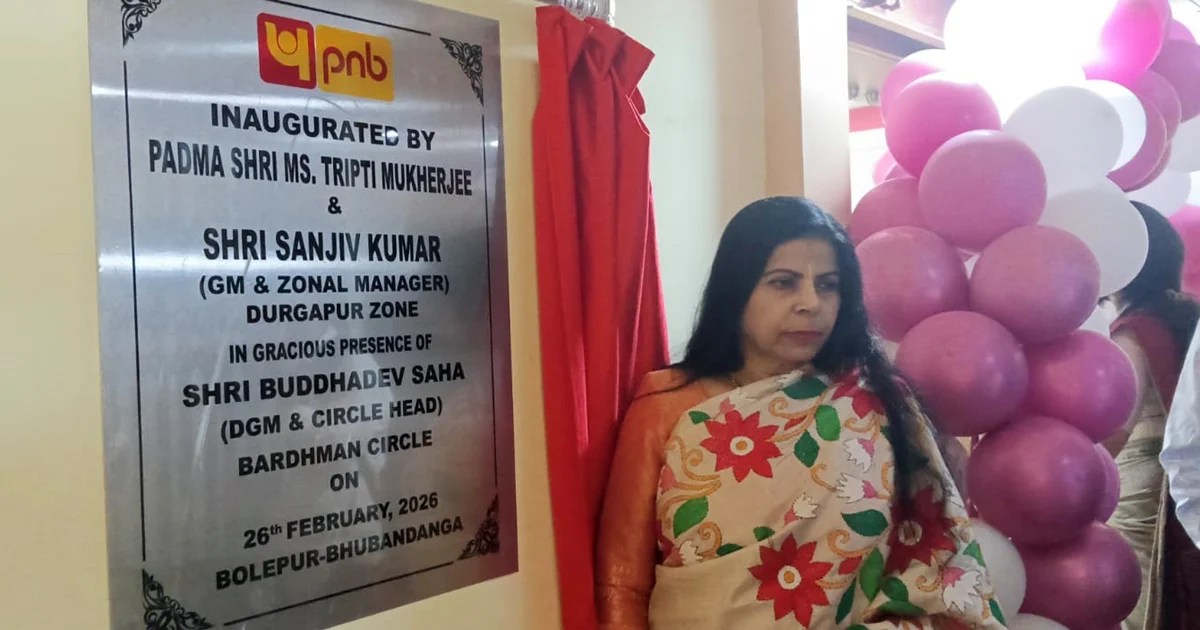 pnb
INAUGURATED BY
PADMA SHRI MS. TRIPTI MUKHERJEE
&
SHRI SANJIV KUMAR
(GM & ZONAL MANAGER)
DURGAPUR ZONE
IN GRACIOUS PRESENCE OF
SHRI BUDDHADEV SAHA
(DGM & CIRCLE HEAD)
BARDHMAN CIRCLE
ON
26th FEBRUARY, 2026
BOLEPUR-BHUBANDANGA